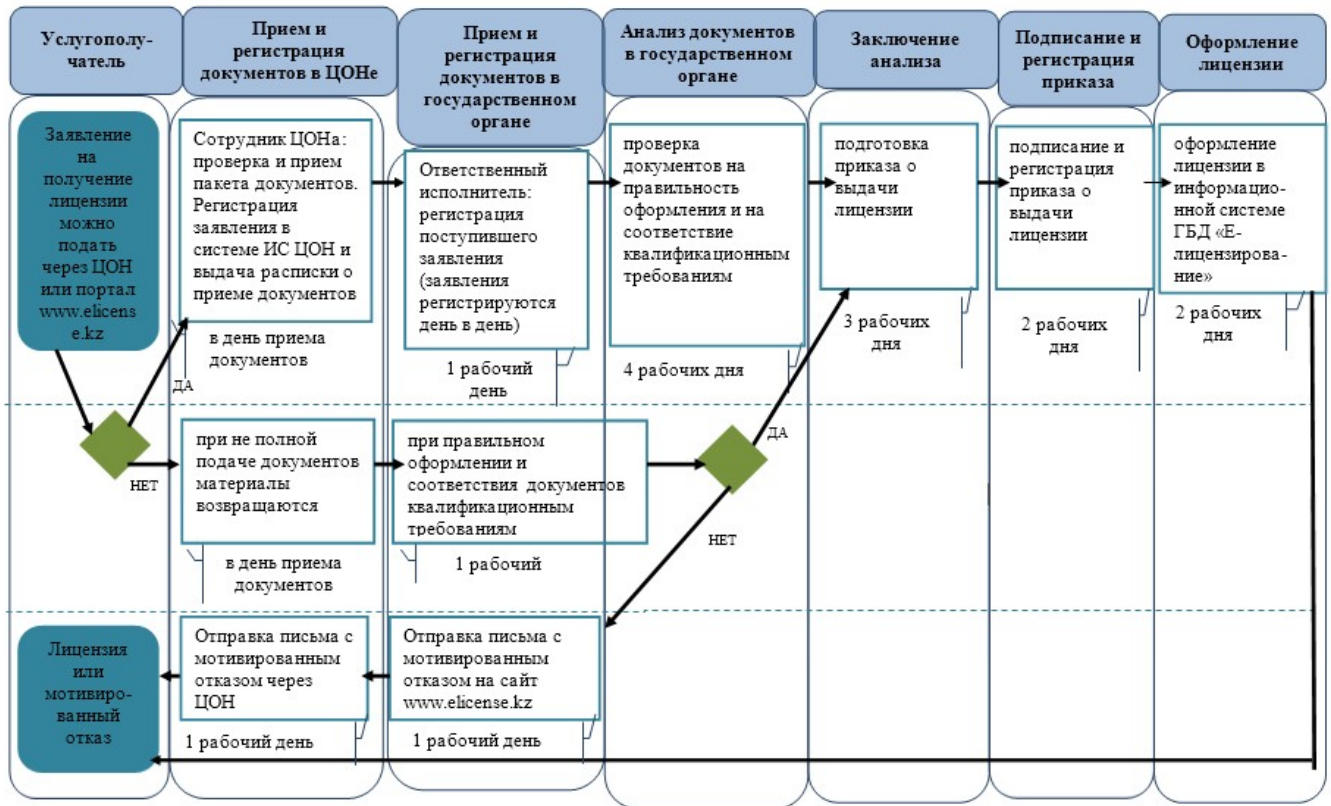 Услугополу-
чатель
Прием и
регистрация
документов в ЦОНе
Прием и
регистрация
документов в
государственном
органе
Анализ документов
в государственном
органе
Заключение
анализа
Подписание и
регистрация
приказа
Оформление
лицензии
Заявление
на
получение
лицензии
можно
подать
через ЦОН
или портал
www.elicens
e.kz
Сотрудник ЦОНа:
проверка и прием
пакета документов.
Регистрация
заявления в
системе ИС ЦОН и
выдача расписки о
приеме документов
в день приема
документов
Ответственный
исполнитель:
регистрация
поступившего
заявления
(заявления
регистрируются
день в день)
1 рабочий
день
проверка
документов на
правильность
оформления и на
соответствие
квалификационным
требованиям
4 рабочих дня
подготовка
приказа о
выдачи
лицензии
3 рабочих
дня
подписание и
регистрация
приказа о
выдачи
лицензии
2 рабочих
дня
оформление
лицензии в
информацио-
нной системе
ГБД «Е-
лицензирова-
ние»
2 рабочих
дня
ДА
НЕТ
при не полной
подаче документов
материалы
возвращаются
в день приема
документов
при правильном
оформлении и
соответствия документов
квалификационным
требованиям
1 рабочий
ДА
НЕТ
Лицензия
или
мотивиро-
ванный
отказ
Отправка письма с
мотивированным
отказом через
ЦОН
1 рабочий день
Отправка письма с
мотивированным
отказом на сайт
www.elicense.kz
1 рабочий день